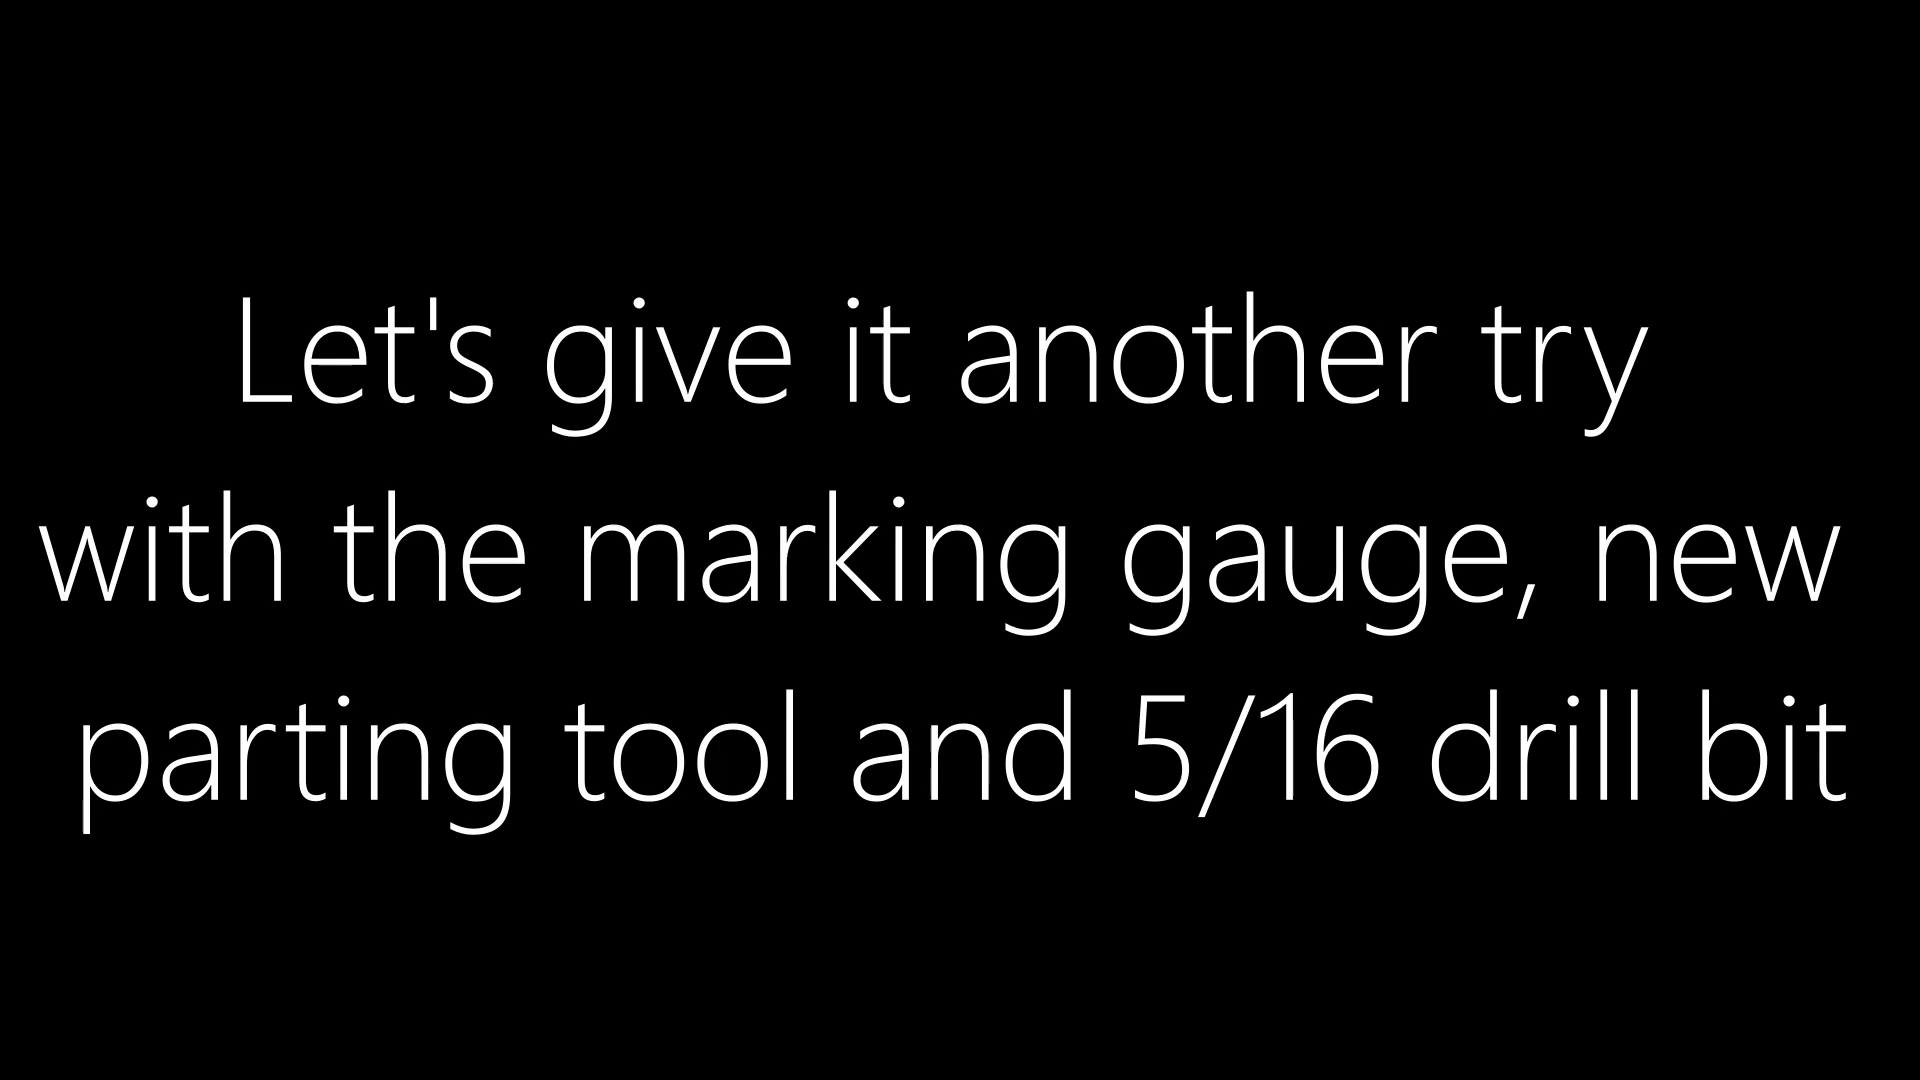 Let's give it another try
with the marking gauge, new
parting tool and 5/16 drill bit